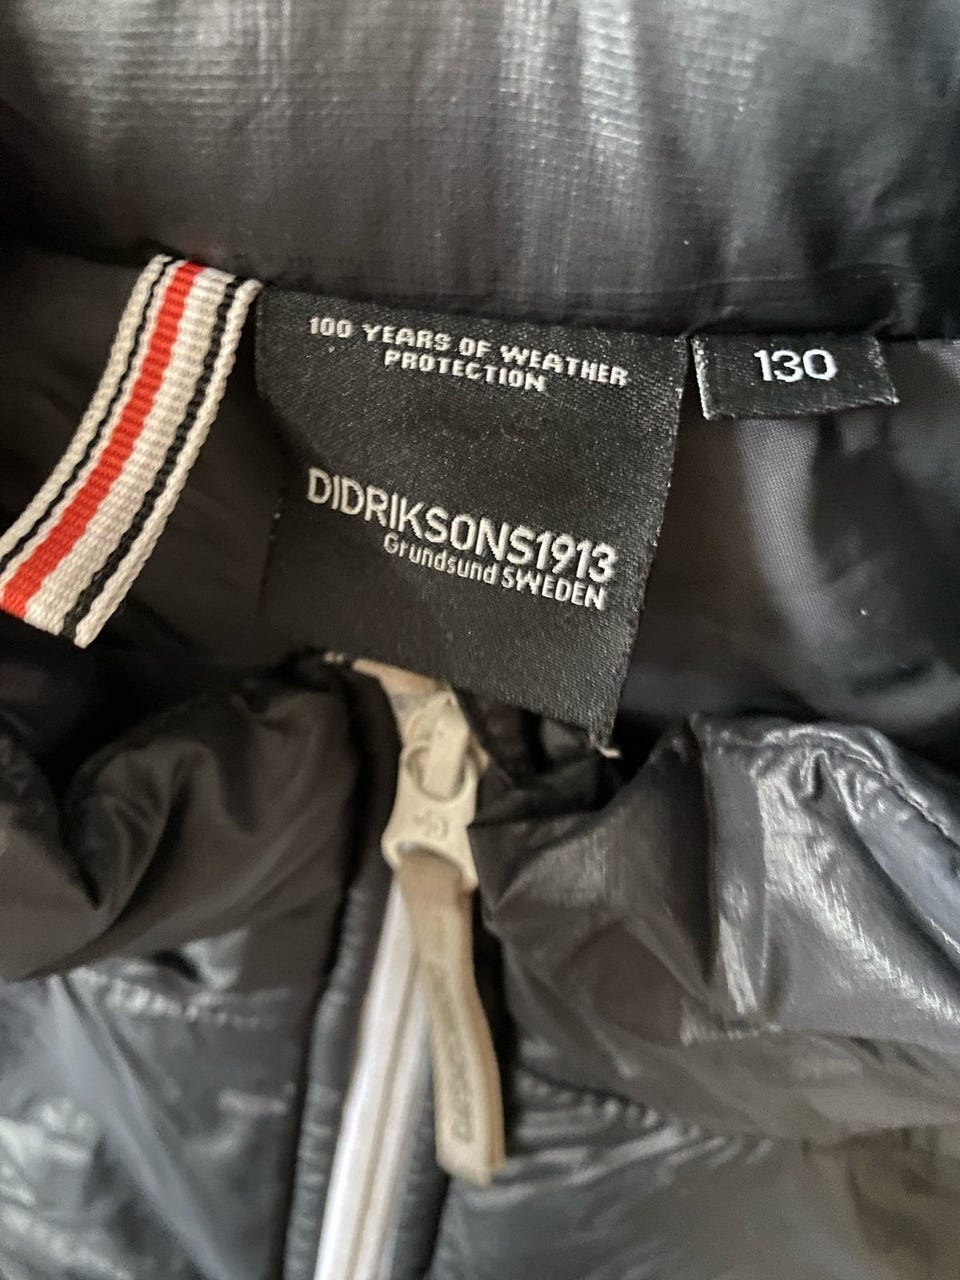 100 YEARS OF WEATHER
PROTECTION
130
DIDRIKSONS1913
Grundsund SWEDEN